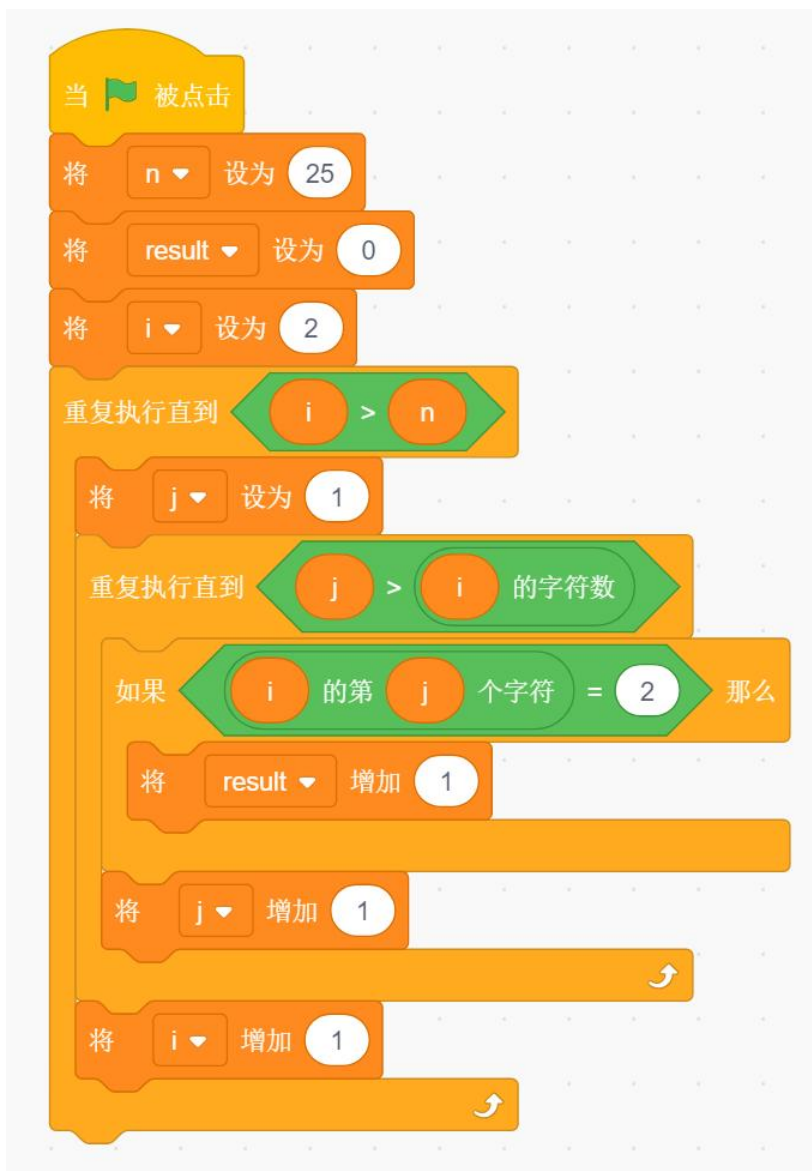 当 被点击
将 n 设为 25
将 result 设为 0
将 i 设为 2
重复执行直到 i > n
将 j 设为 1
重复执行直到 j > i 的字符数
如果 i 的第 j 个字符 = 2 那么
将 result 增加 1
将 j 增加 1
将 i 增加 1